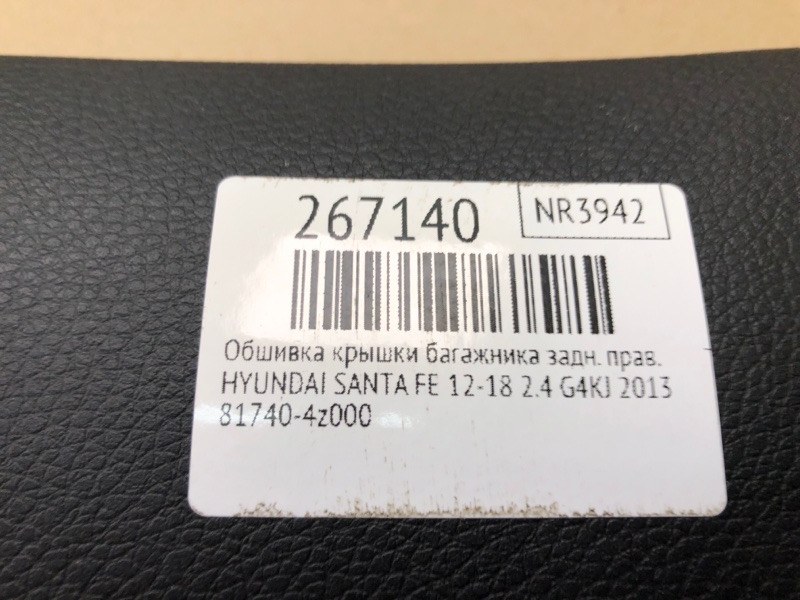 267140
NR3942
Обшивка крышки багажника задн. прав.
HYUNDAI SANTA FE 12-18 2.4 G4KJ 2013
81740-4z000